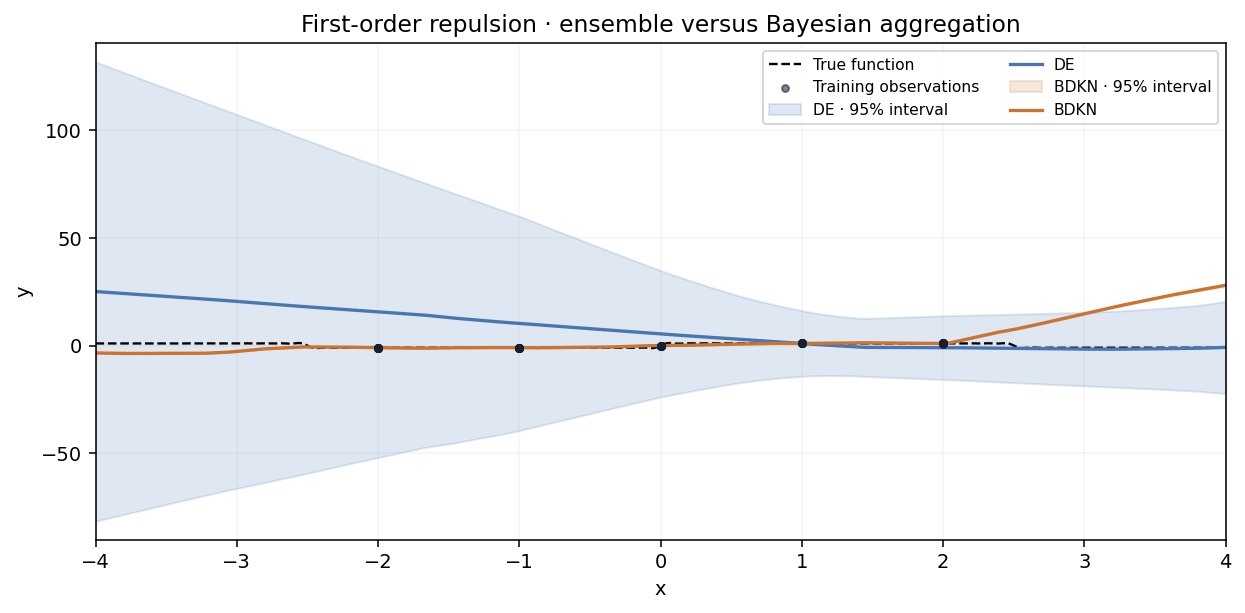 First-order repulsion · ensemble versus Bayesian aggregation
True function
Training observations
DE · 95% interval
DE
BDKN · 95% interval
BDKN
y
100
50
0
−50
−4
−3
−2
−1
0
1
2
3
4
x